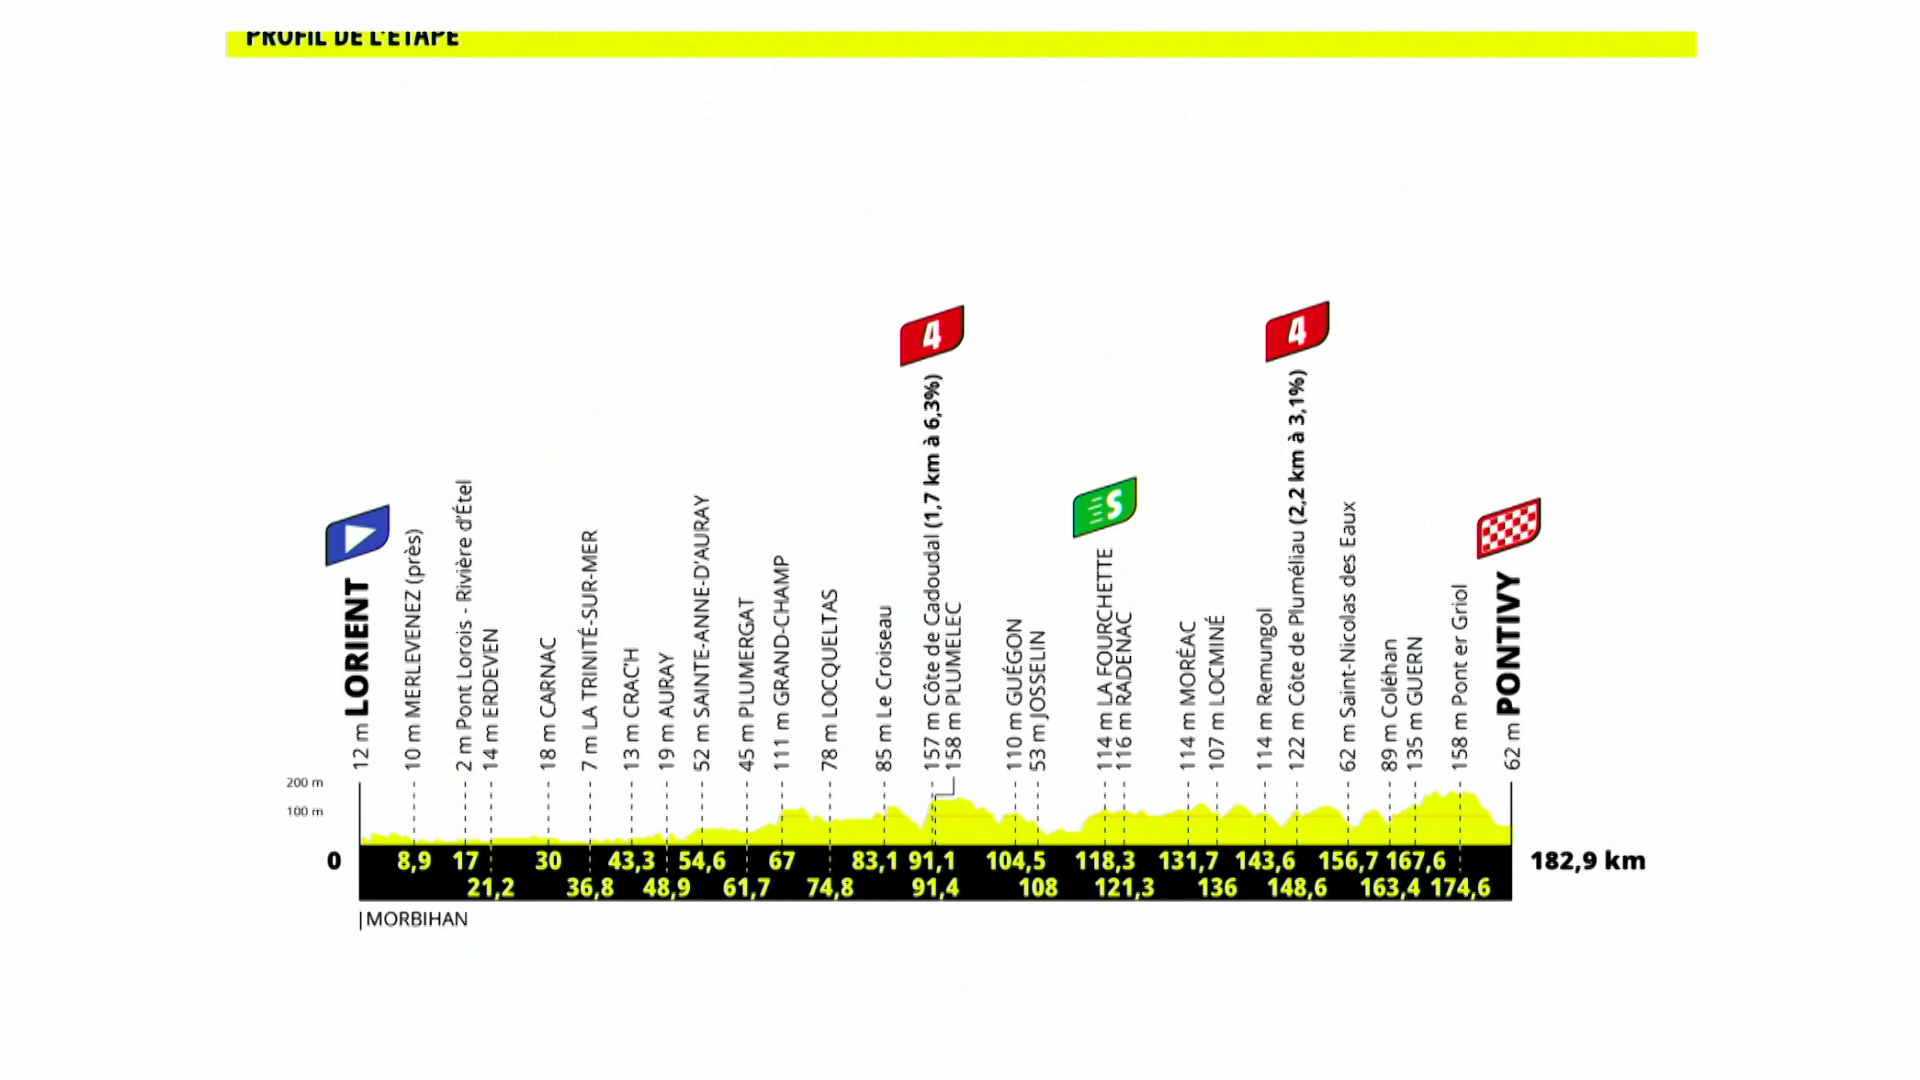 PROFIL DE L'ÉTAPE
4
4
S
12 m LORIENT
10 m MERLEVENEZ (près)
2 m Pont Lorois - Rivière d'Étel
14 m ERDEVEN
18 m CARNAC
7 m LA TRINITÉ-SUR-MER
13 m CRAC'H
19 m AURAY
52 m SAINTE-ANNE-D'AURAY
45 m PLUMERGAT
111 m GRAND-CHAMP
78 m LOCQUELTAS
85 m Le Croiseau
157 m Côte de Cadoudal (1,7 km à 6,3%)
158 m PLUMELEC
110 m GUÉGON
53 m JOSSELIN
114 m LA FOURCHETTE
116 m RADENAC
114 m MORÉAC
107 m LOCMINÉ
114 m Remungol
122 m Côte de Pluméliau (2,2 km à 3,1%)
62 m Saint-Nicolas des Eaux
89 m Coléhan
135 m GUERN
158 m Pont er Griol
62 m PONTIVY
200 m
100 m
0 8,9 17 30 43,3 54,6 67 83,1 91,1 104,5 118,3 131,7 143,6 156,7 167,6 182,9 km
21,2 36,8 48,9 61,7 74,8 91,4 108 121,3 136 148,6 163,4 174,6
|MORBIHAN